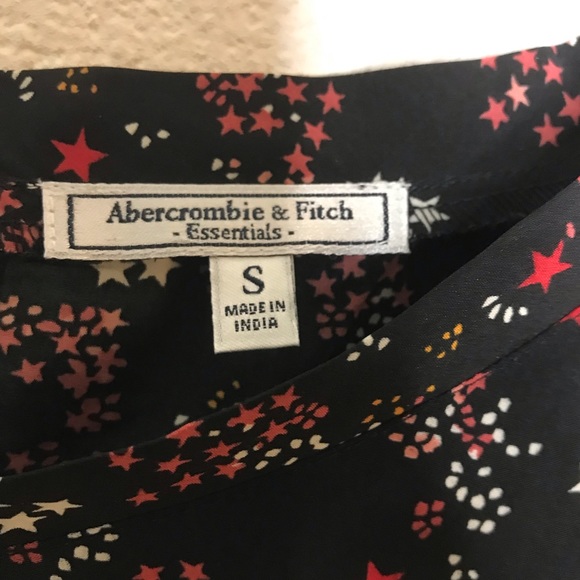 Abercrombie & Fitch
- Essentials -
S
MADE IN
INDIA